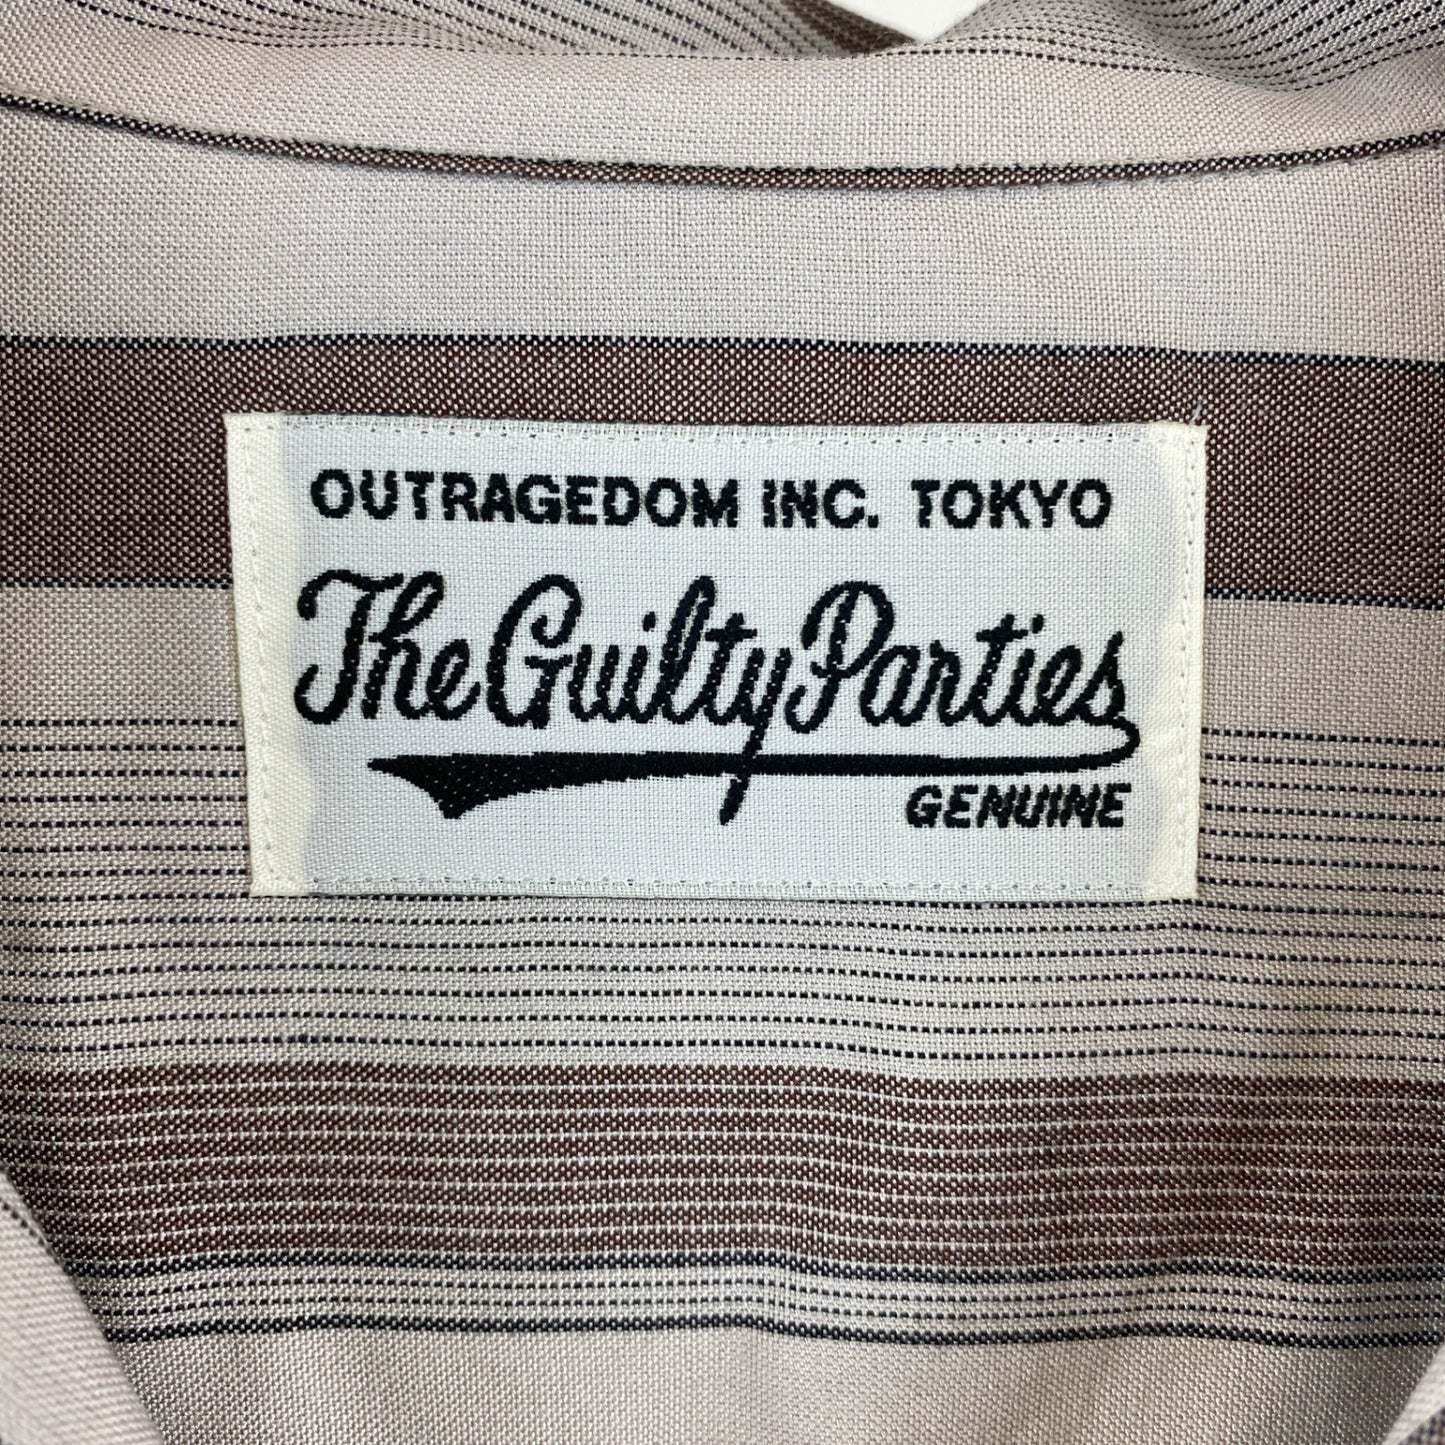 OUTRAGEDOM INC. TOKYO
The Guilty Parties
GENUINE